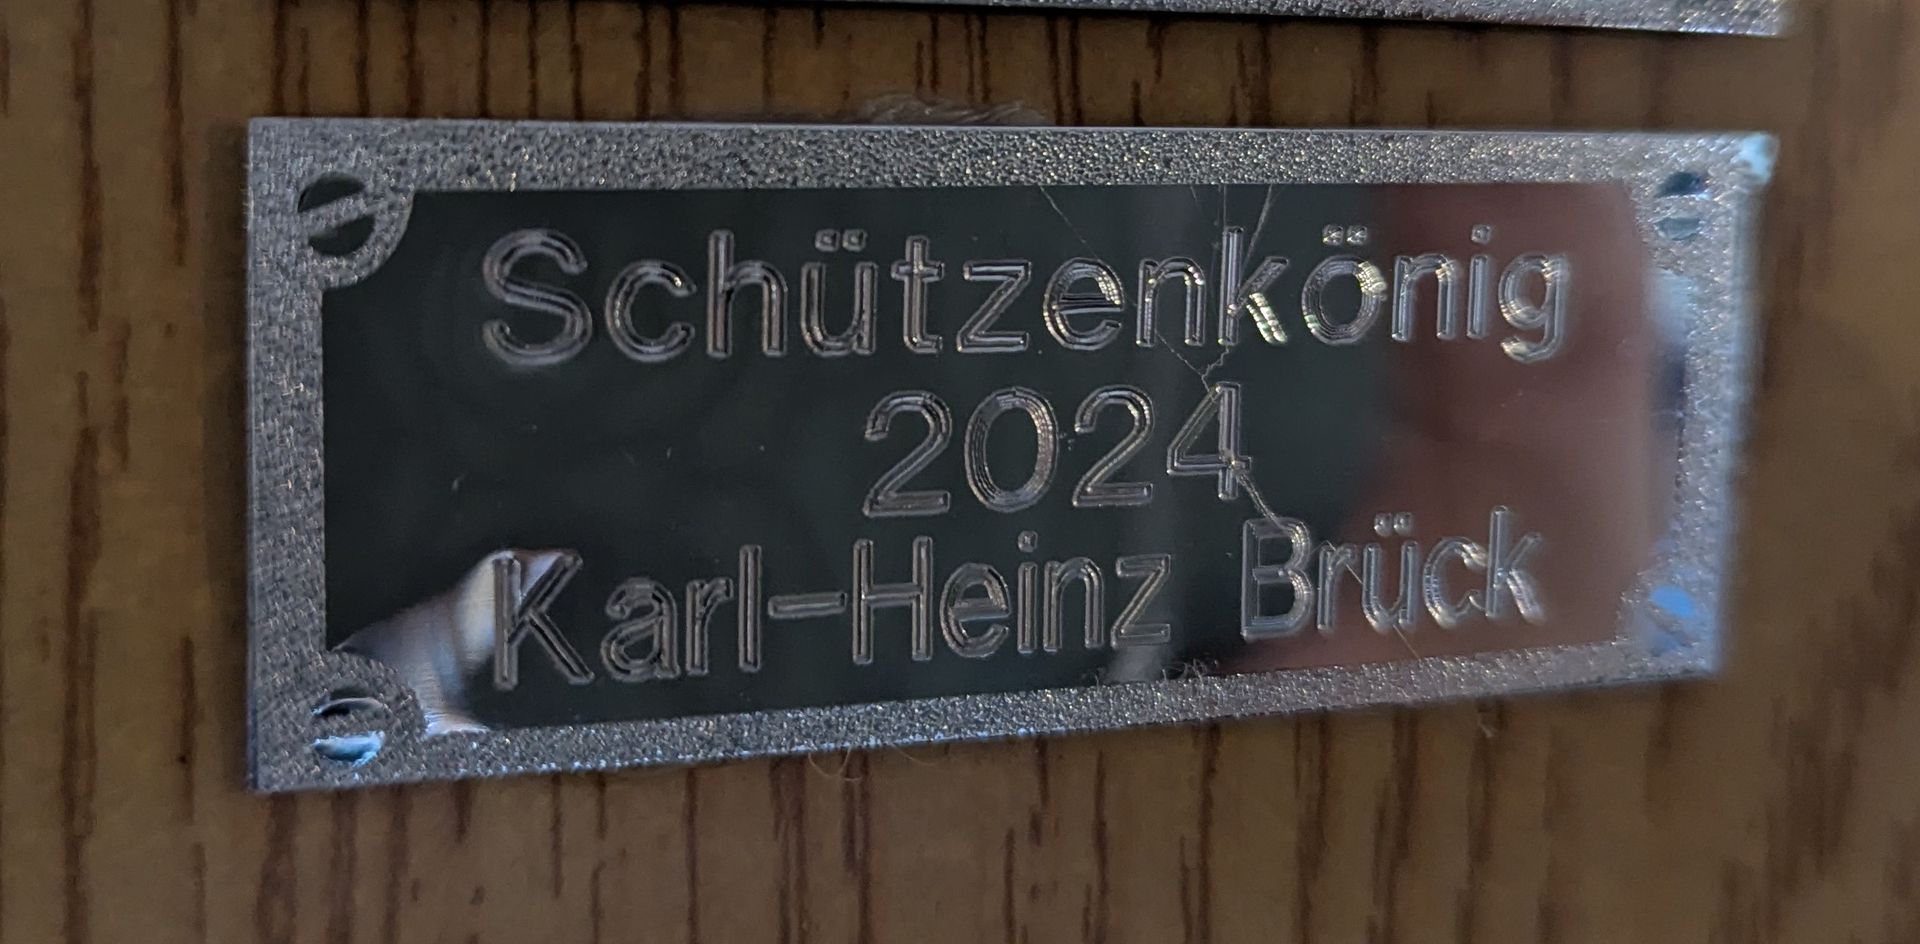 Schützenkönig
2024
Karl-Heinz Brück